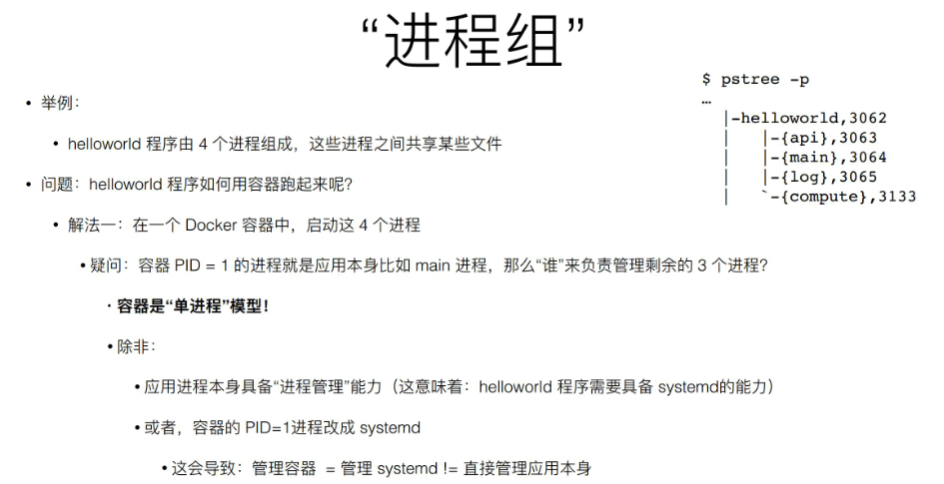 “进程组”
$ pstree -p
…
|-helloworld,3062
| |-{api},3063
| |-{main},3064
| |-{log},3065
| `-{compute},3133
• 举例：
• helloworld 程序由 4 个进程组成，这些进程之间共享某些文件
• 问题：helloworld 程序如何用容器跑起来呢？
• 解法一：在一个 Docker 容器中，启动这 4 个进程
• 疑问：容器 PID = 1 的进程就是应用本身比如 main 进程，那么“谁”来负责管理剩余的 3 个进程？
· 容器是“单进程”模型！
• 除非：
• 应用进程本身具备“进程管理”能力（这意味着：helloworld 程序需要具备 systemd的能力）
• 或者，容器的 PID=1进程改成 systemd
• 这会导致：管理容器 = 管理 systemd != 直接管理应用本身